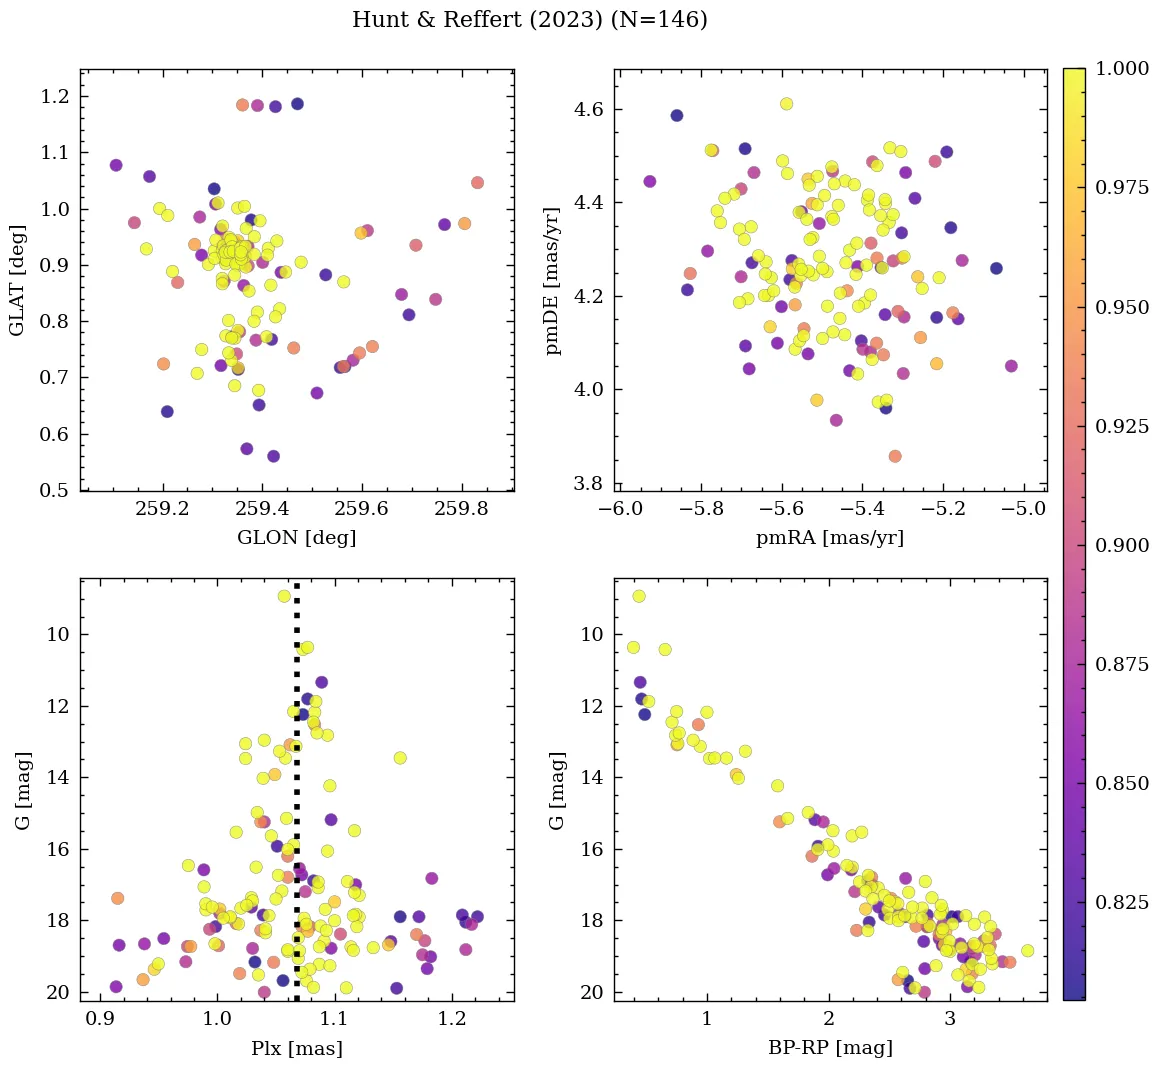 Hunt & Reffert (2023) (N=146)
1.2
1.1
1.0
0.9
0.8
0.7
0.6
0.5
GLAT [deg]
259.2 259.4 259.6 259.8
GLON [deg]
4.6
4.4
4.2
4.0
3.8
pmDE [mas/yr]
−6.0 −5.8 −5.6 −5.4 −5.2 −5.0
pmRA [mas/yr]
1.000
0.975
0.950
0.925
0.900
0.875
0.850
0.825
10
12
14
16
18
20
G [mag]
0.9 1.0 1.1 1.2
Plx [mas]
10
12
14
16
18
20
G [mag]
1 2 3
BP-RP [mag]